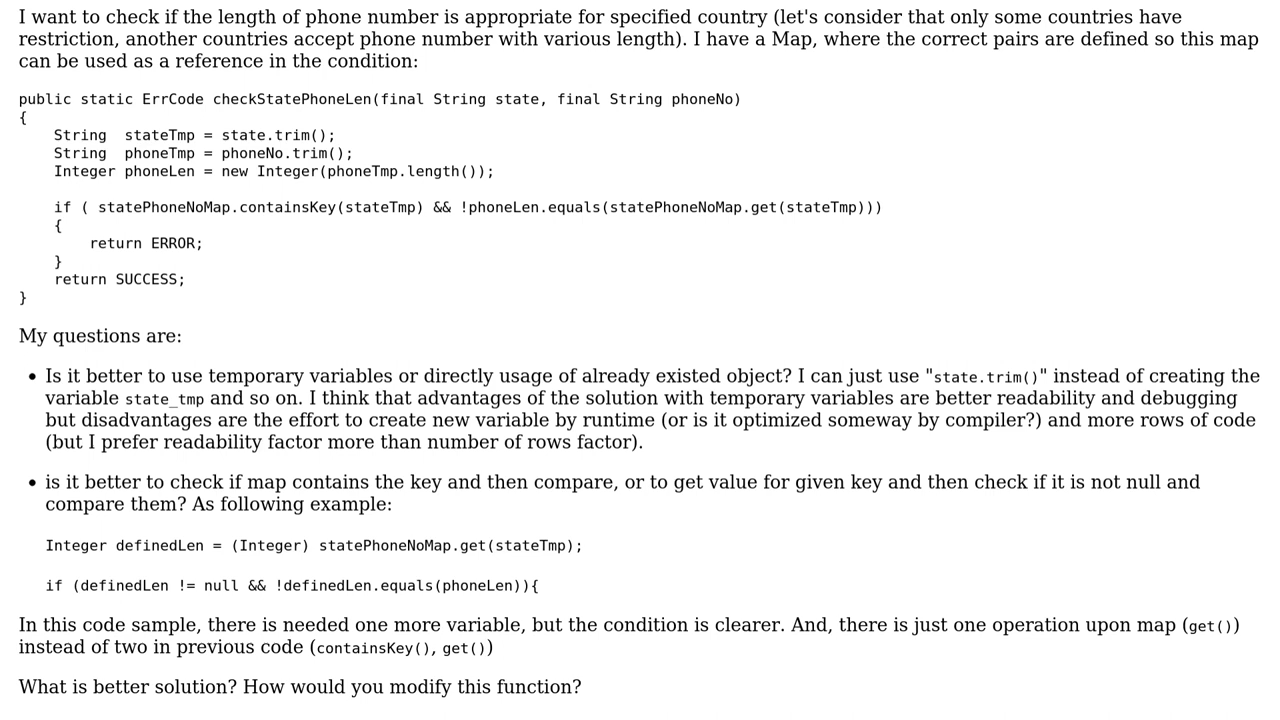 I want to check if the length of phone number is appropriate for specified country (let's consider that only some countries have
restriction, another countries accept phone number with various length). I have a Map, where the correct pairs are defined so this map
can be used as a reference in the condition:
public static ErrCode checkStatePhoneLen(final String state, final String phoneNo)
{
    String  stateTmp = state.trim();
    String  phoneTmp = phoneNo.trim();
    Integer phoneLen = new Integer(phoneTmp.length());
    if ( statePhoneNoMap.containsKey(stateTmp) && !phoneLen.equals(statePhoneNoMap.get(stateTmp)))
    {
        return ERROR;
    }
    return SUCCESS;
}
My questions are:
• Is it better to use temporary variables or directly usage of already existed object? I can just use "state.trim()" instead of creating the
variable state_tmp and so on. I think that advantages of the solution with temporary variables are better readability and debugging
but disadvantages are the effort to create new variable by runtime (or is it optimized someway by compiler?) and more rows of code
(but I prefer readability factor more than number of rows factor).
• is it better to check if map contains the key and then compare, or to get value for given key and then check if it is not null and
compare them? As following example:
Integer definedLen = (Integer) statePhoneNoMap.get(stateTmp);
if (definedLen != null && !definedLen.equals(phoneLen)){
In this code sample, there is needed one more variable, but the condition is clearer. And, there is just one operation upon map (get())
instead of two in previous code (containsKey(), get())
What is better solution? How would you modify this function?